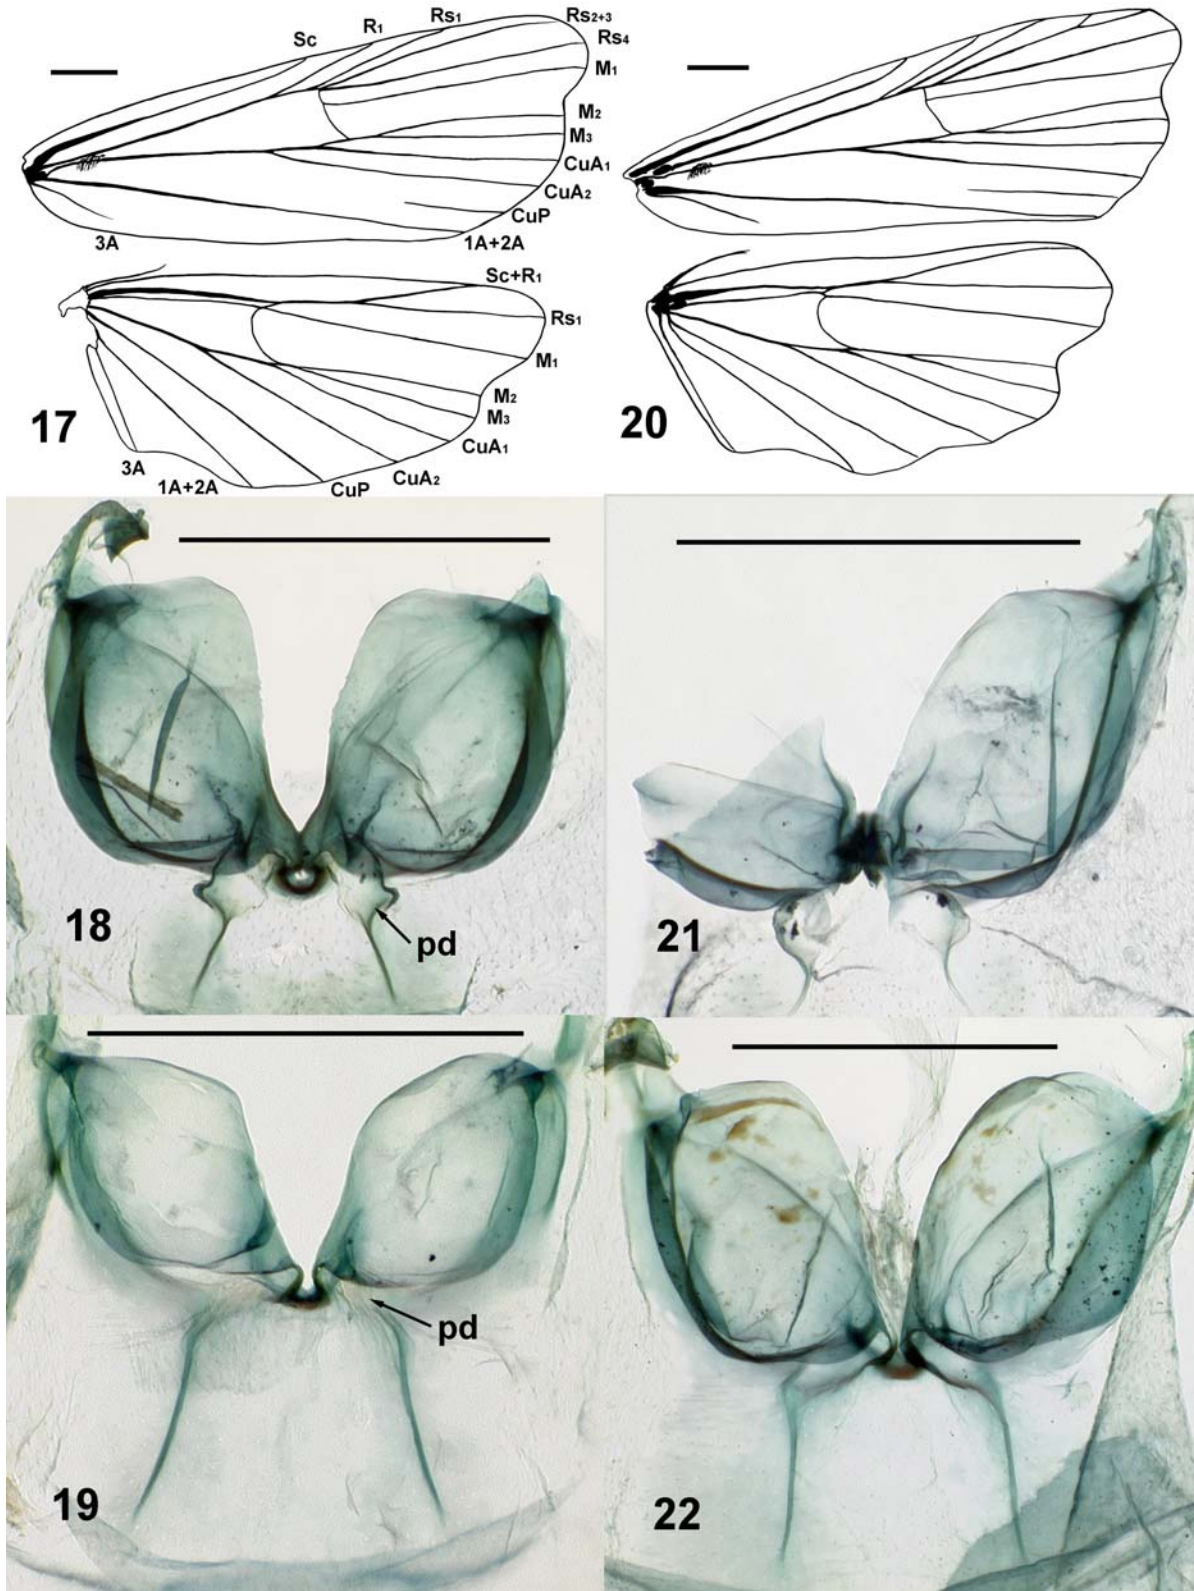 Sc
R1
Rs1
Rs2+3
Rs4
M1
M2
M3
CuA1
CuA2
CuP
1A+2A
3A
Sc+R1
Rs1
M1
M2
M3
CuA1
CuA2
CuP
1A+2A
3A
17
20
18
pd
21
19
pd
22